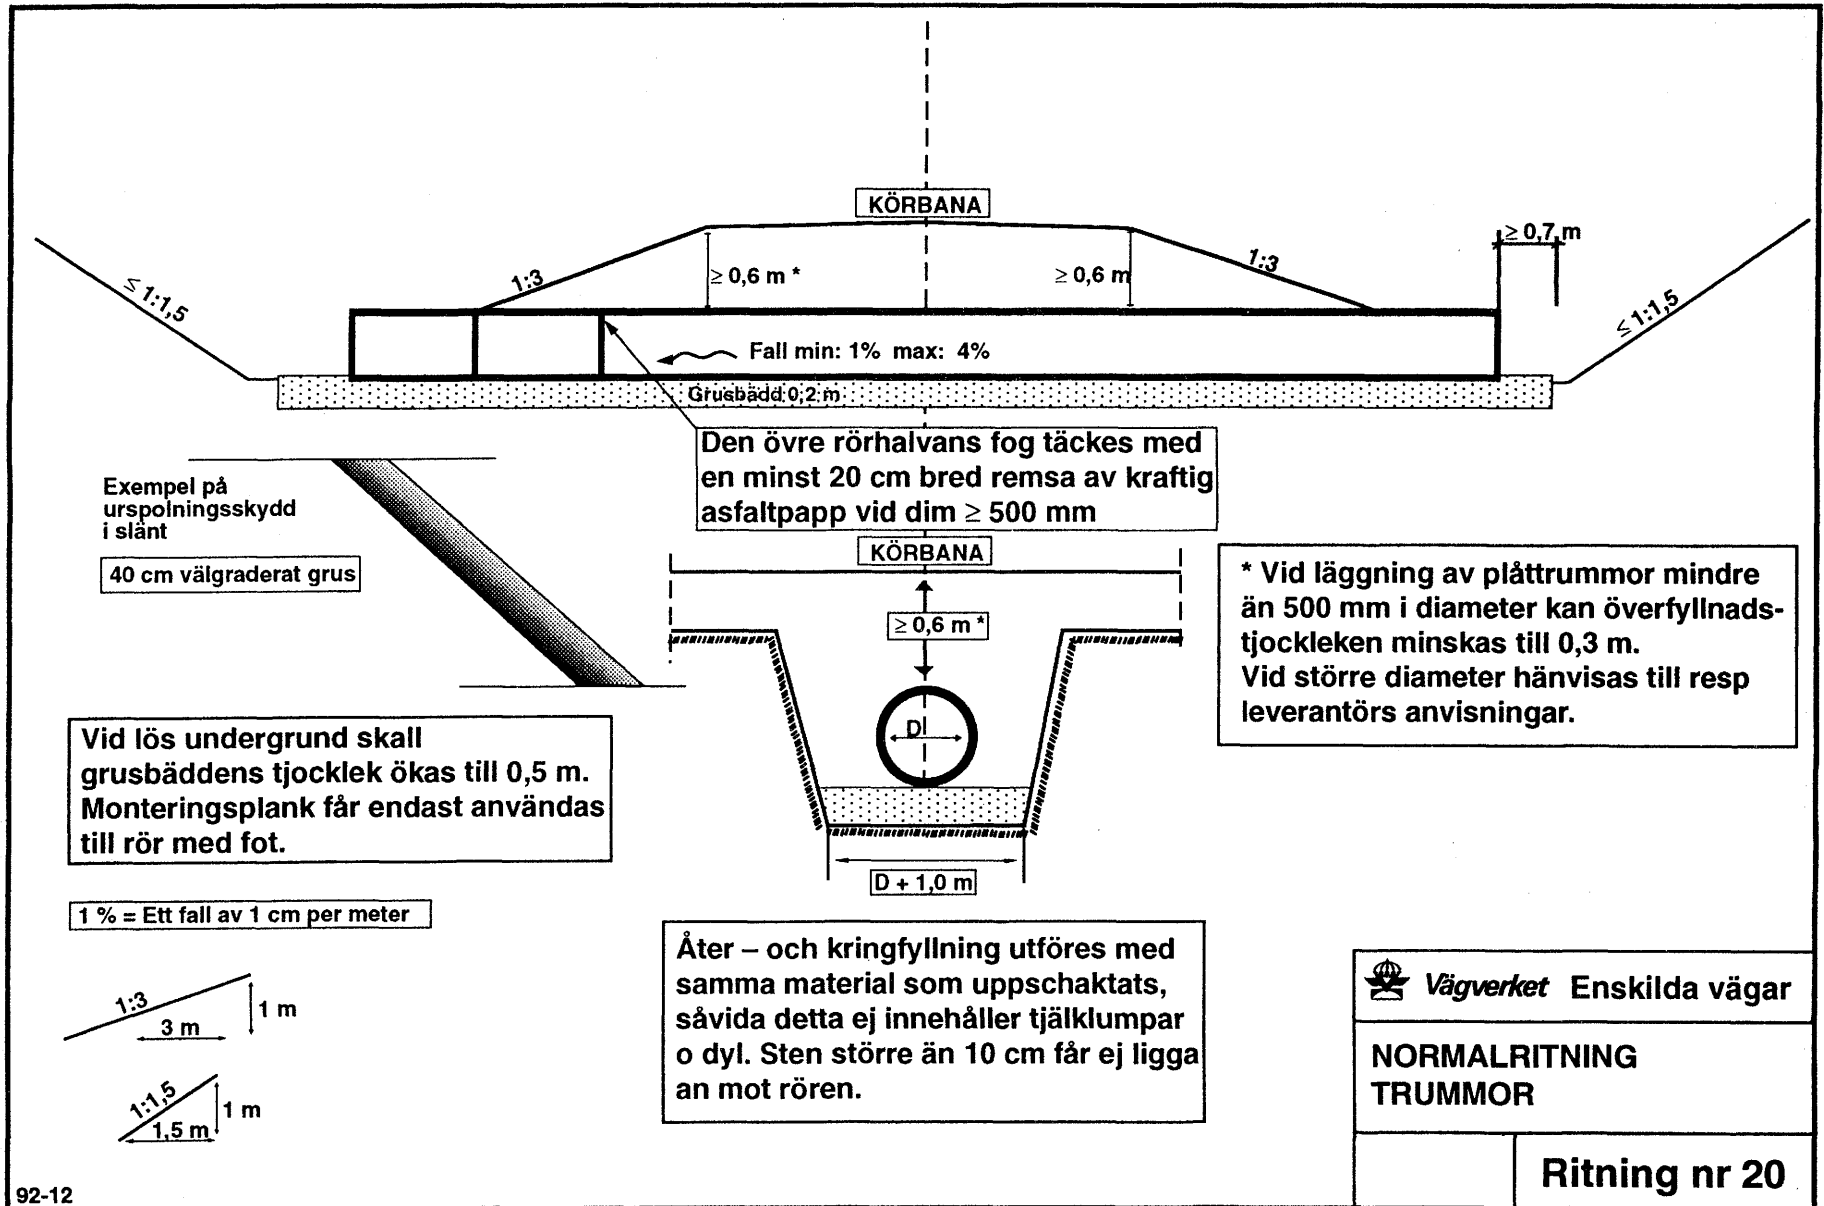 KÖRBANA
≥ 0,7 m
1:3
≥ 0,6 m *
≥ 0,6 m
1:3
≤ 1:1,5
≤ 1:1,5
Fall min: 1% max: 4%
Grusbädd 0,2 m
Den övre rörhalvans fog täckes med
en minst 20 cm bred remsa av kraftig
asfaltpapp vid dim ≥ 500 mm
Exempel på
urspolningsskydd
i slänt
40 cm välgraderat grus
KÖRBANA
≥ 0,6 m *
D
D + 1,0 m
* Vid läggning av plåttrummor mindre
än 500 mm i diameter kan överfyllnads-
tjockleken minskas till 0,3 m.
Vid större diameter hänvisas till resp
leverantörs anvisningar.
Vid lös undergrund skall
grusbäddens tjocklek ökas till 0,5 m.
Monteringsplank får endast användas
till rör med fot.
1 % = Ett fall av 1 cm per meter
1:3
1 m
3 m
1:1,5
1 m
1,5 m
Åter – och kringfyllning utföres med
samma material som uppschaktats,
såvida detta ej innehåller tjälklumpar
o dyl. Sten större än 10 cm får ej ligga
an mot rören.
Vägverket Enskilda vägar
NORMALRITNING
TRUMMOR
Ritning nr 20
92-12